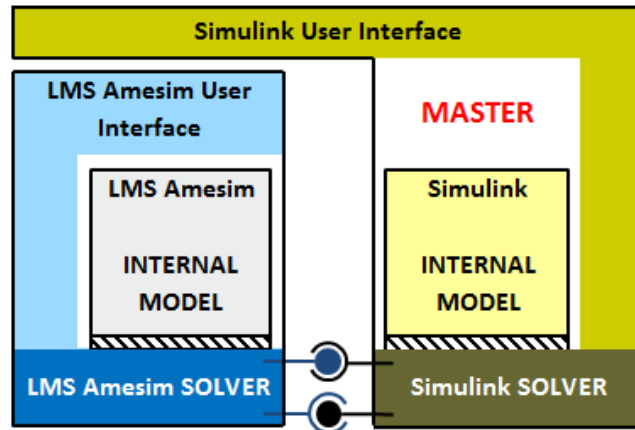 Simulink User Interface
LMS Amesim User
Interface
MASTER
LMS Amesim
INTERNAL
MODEL
Simulink
INTERNAL
MODEL
LMS Amesim SOLVER
Simulink SOLVER